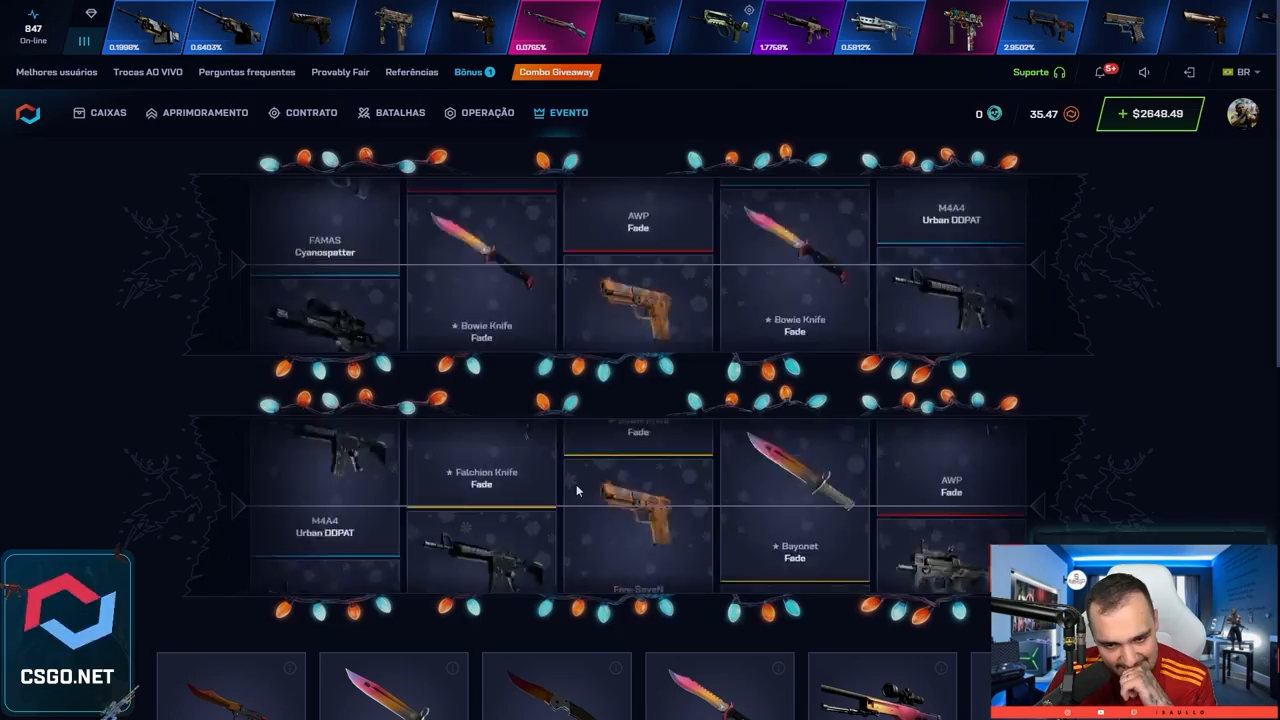 847
On-line
0.1998%
0.6403%
0.0765%
1.7758%
0.5812%
2.9502%
Melhores usuários
Trocas AO VIVO
Perguntas frequentes
Provably Fair
Referências
Bônus 1
Combo Giveaway
Suporte
5+
BR
CAIXAS
APRIMORAMENTO
CONTRATO
BATALHAS
OPERAÇÃO
EVENTO
0
35.47
+ $2648.49
FAMAS
Cyanospatter
★ Bowie Knife
Fade
AWP
Fade
★ Bowie Knife
Fade
M4A4
Urban DDPAT
M4A4
Urban DDPAT
★ Falchion Knife
Fade
Fade
★ Bayonet
Fade
AWP
Fade
CSGO.NET